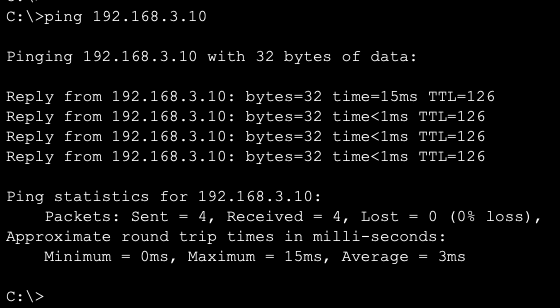 C:\>ping 192.168.3.10
Pinging 192.168.3.10 with 32 bytes of data:
Reply from 192.168.3.10: bytes=32 time=15ms TTL=126
Reply from 192.168.3.10: bytes=32 time<1ms TTL=126
Reply from 192.168.3.10: bytes=32 time<1ms TTL=126
Reply from 192.168.3.10: bytes=32 time<1ms TTL=126
Ping statistics for 192.168.3.10:
Packets: Sent = 4, Received = 4, Lost = 0 (0% loss),
Approximate round trip times in milli-seconds:
Minimum = 0ms, Maximum = 15ms, Average = 3ms
C:\>